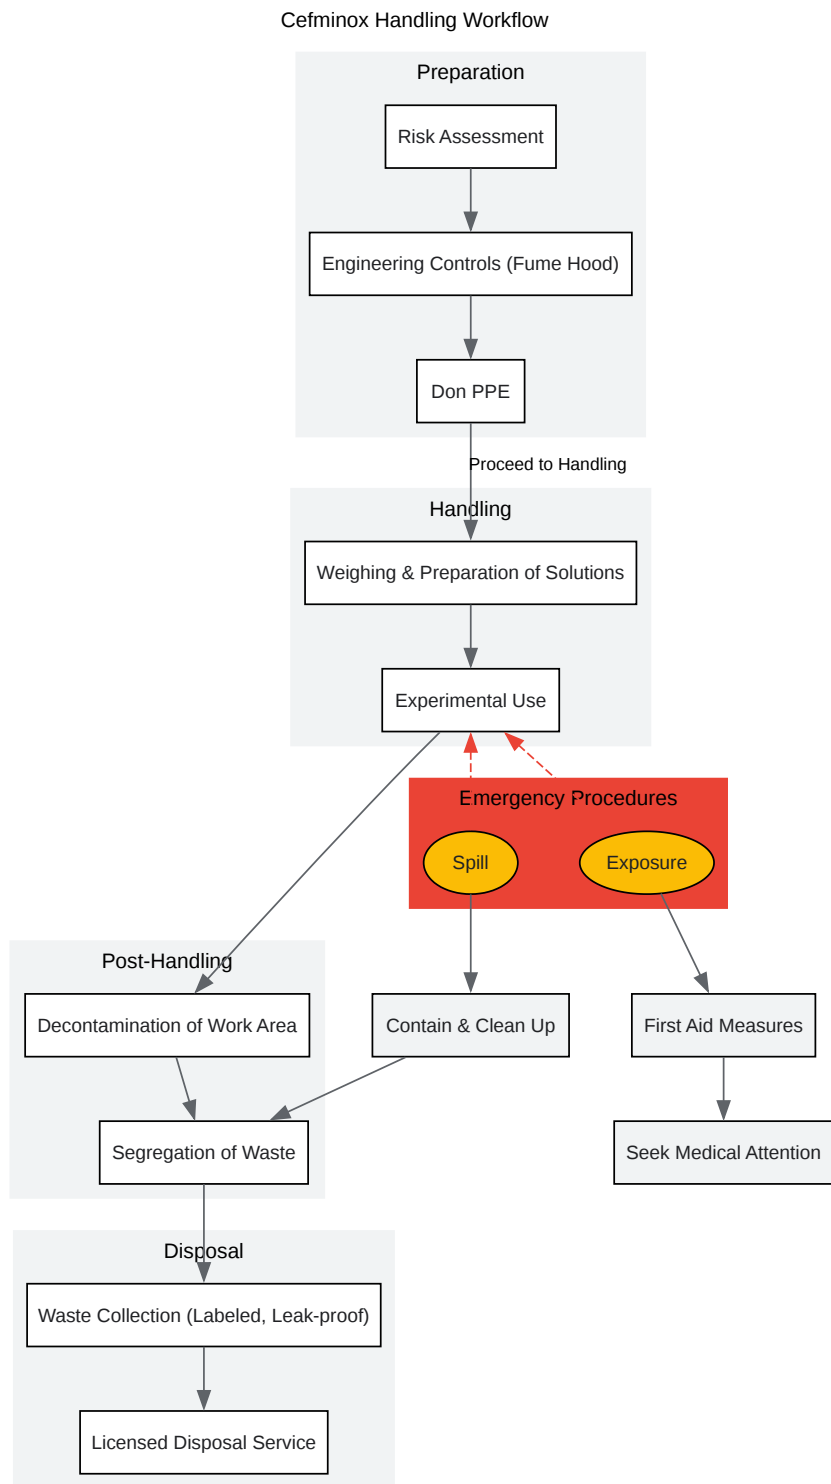 Cefminox Handling Workflow
Preparation
Risk Assessment
Engineering Controls (Fume Hood)
Don PPE
Proceed to Handling
Handling
Weighing & Preparation of Solutions
Experimental Use
Emergency Procedures
Spill
Exposure
Post-Handling
Decontamination of Work Area
Contain & Clean Up
First Aid Measures
Segregation of Waste
Seek Medical Attention
Disposal
Waste Collection (Labeled, Leak-proof)
Licensed Disposal Service